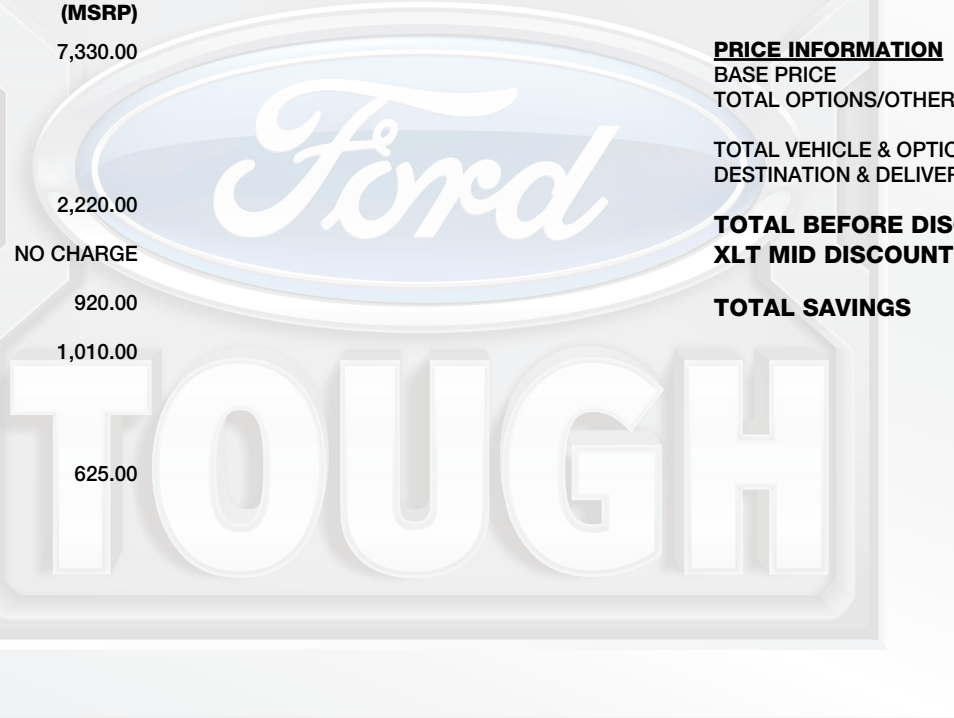 (MSRP)
7,330.00
2,220.00
NO CHARGE
920.00
1,010.00
625.00
PRICE INFORMATION
BASE PRICE
TOTAL OPTIONS/OTHER
TOTAL VEHICLE & OPTIO
DESTINATION & DELIVER
TOTAL BEFORE DIS
XLT MID DISCOUNT
TOTAL SAVINGS
Ford
TOUGH